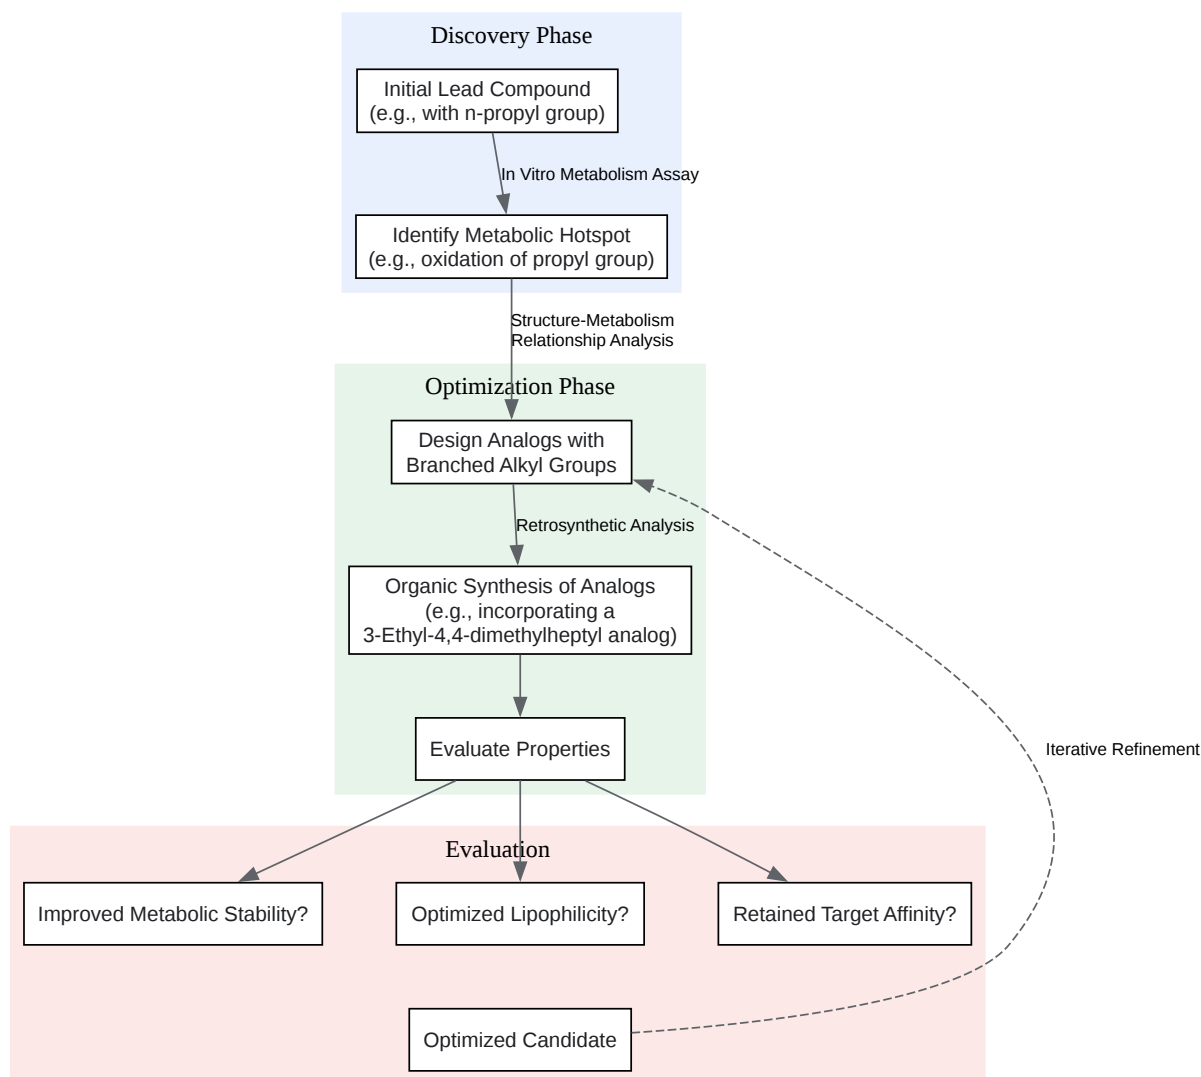 Discovery Phase
Initial Lead Compound
(e.g., with n-propyl group)
In Vitro Metabolism Assay
Identify Metabolic Hotspot
(e.g., oxidation of propyl group)
Structure-Metabolism
Relationship Analysis
Optimization Phase
Design Analogs with
Branched Alkyl Groups
Retrosynthetic Analysis
Organic Synthesis of Analogs
(e.g., incorporating a
3-Ethyl-4,4-dimethylheptyl analog)
Evaluate Properties
Iterative Refinement
Evaluation
Improved Metabolic Stability?
Optimized Lipophilicity?
Retained Target Affinity?
Optimized Candidate